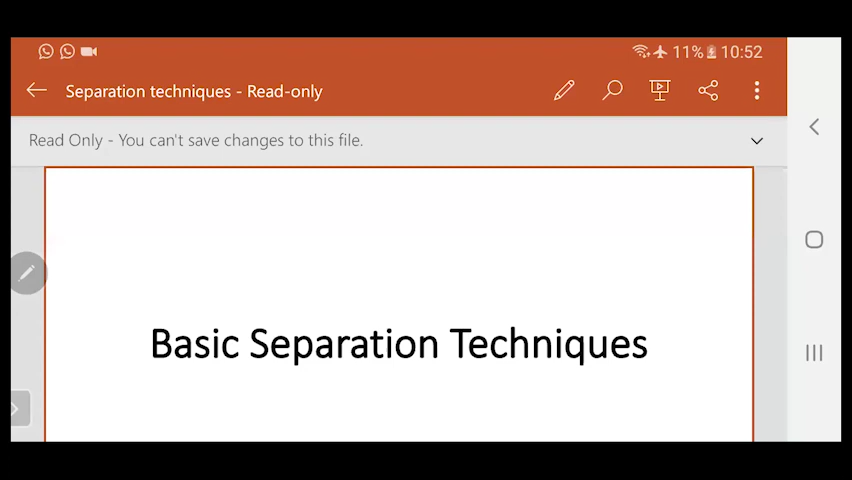 11% 10:52
Separation techniques - Read-only
Read Only - You can't save changes to this file.
Basic Separation Techniques